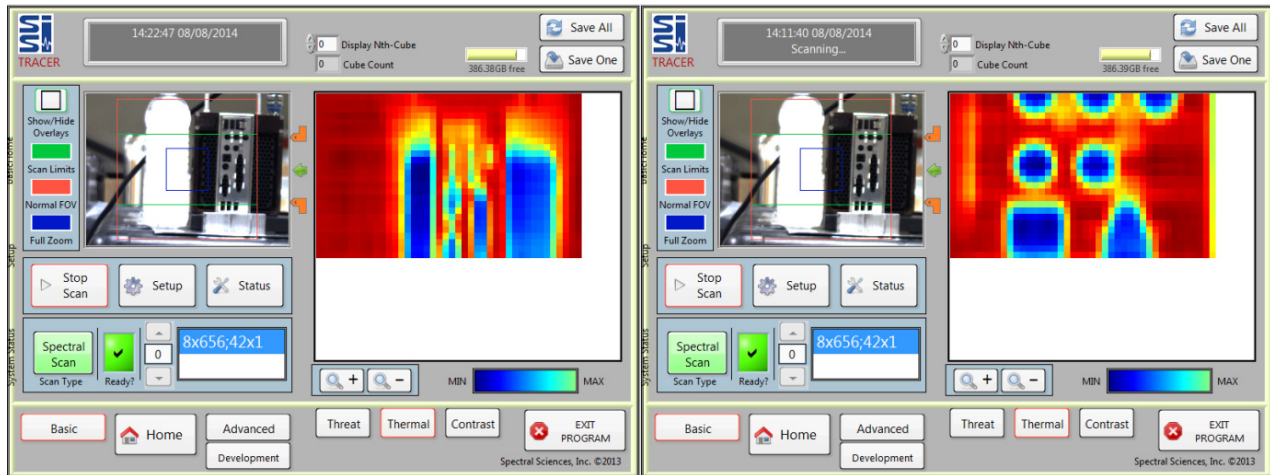 SiSi
TRACER
14:22:47 08/08/2014
0 Display Nth-Cube
0 Cube Count
386.38GB free
Save All
Save One
Basic Home
Setup
System Status
Show/Hide
Overlays
Scan Limits
Normal FOV
Full Zoom
Stop
Scan
Setup
Status
Spectral
Scan
Scan Type
Ready?
0
8x656;42x1
+
−
MIN
MAX
Basic
Home
Advanced
Development
Threat
Thermal
Contrast
EXIT
PROGRAM
Spectral Sciences, Inc. ©2013
SiSi
TRACER
14:11:40 08/08/2014
Scanning...
0 Display Nth-Cube
0 Cube Count
386.39GB free
Save All
Save One
Basic Home
Setup
System Status
Show/Hide
Overlays
Scan Limits
Normal FOV
Full Zoom
Stop
Scan
Setup
Status
Spectral
Scan
Scan Type
Ready?
0
8x656;42x1
+
−
MIN
MAX
Basic
Home
Advanced
Development
Threat
Thermal
Contrast
EXIT
PROGRAM
Spectral Sciences, Inc. ©2013